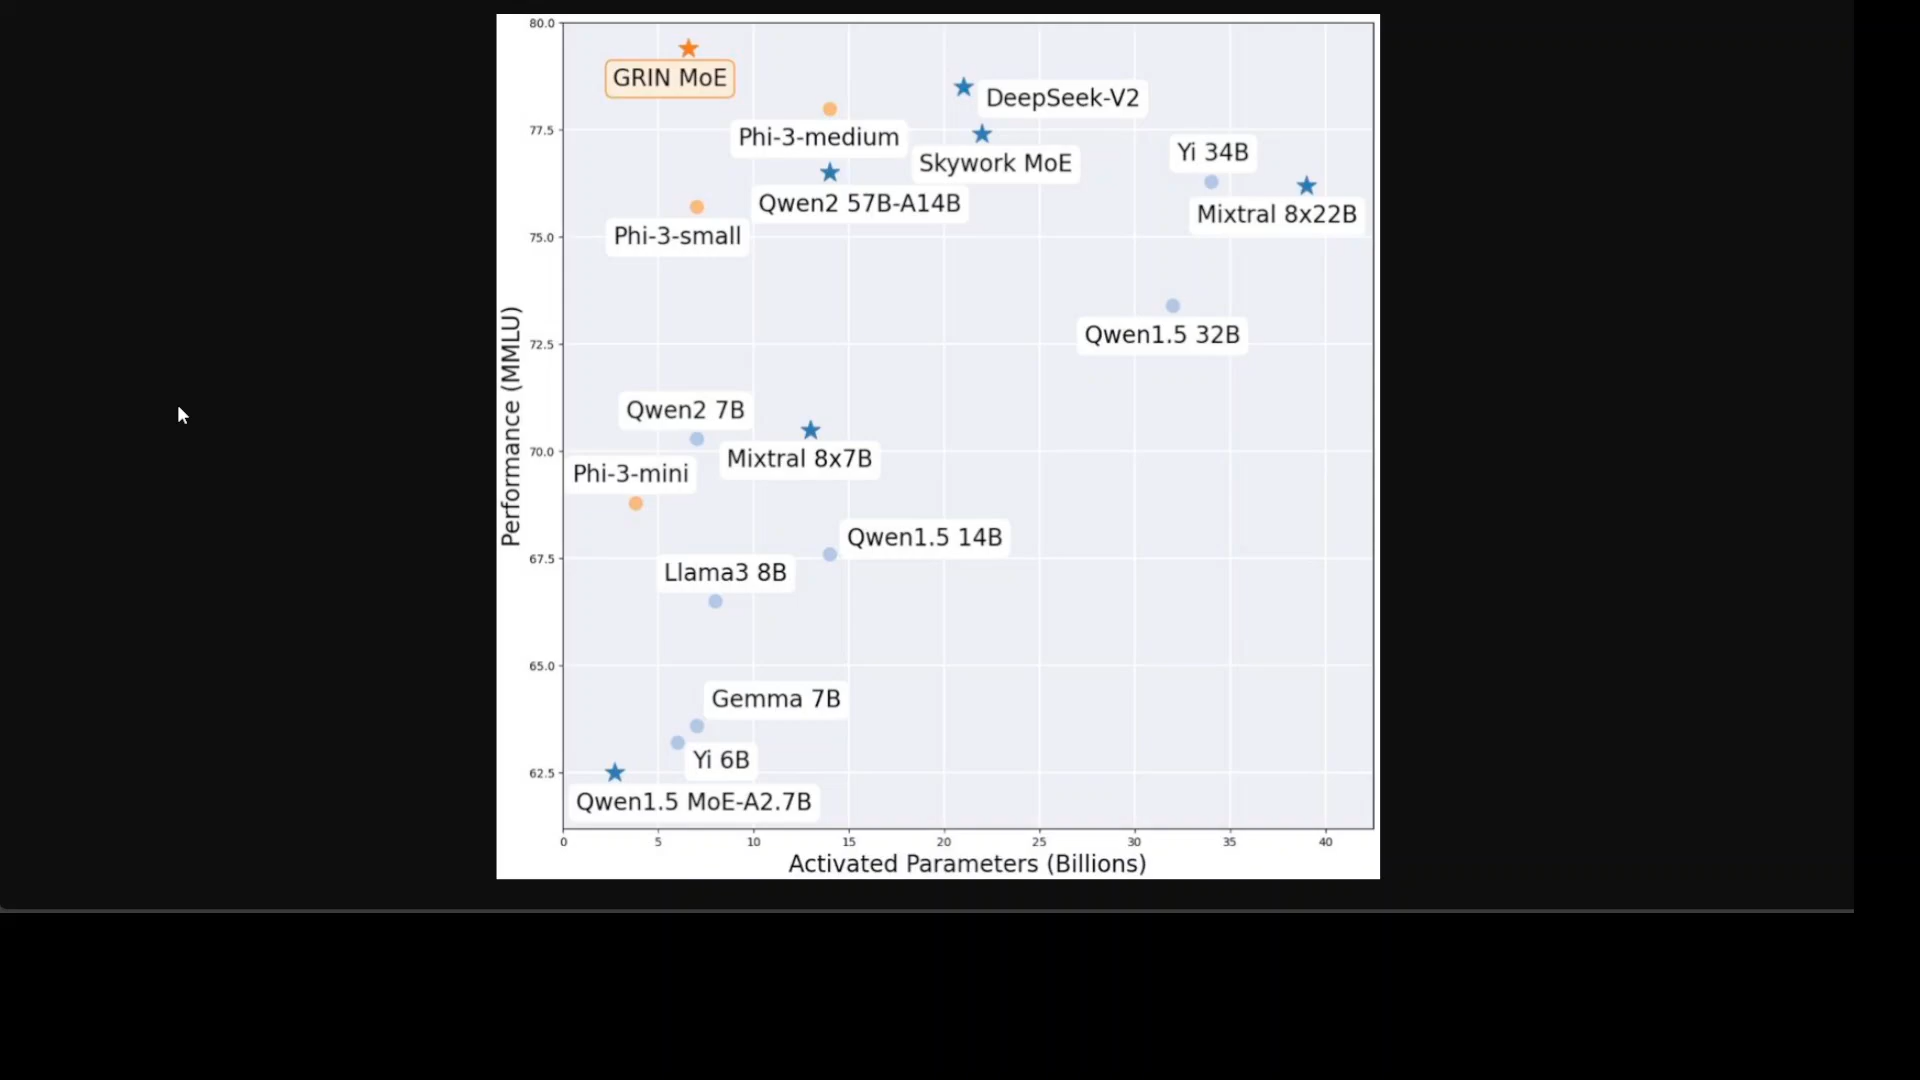 80.0
GRIN MoE
DeepSeek-V2
77.5
Phi-3-medium
Yi 34B
Skywork MoE
Qwen2 57B-A14B
Mixtral 8x22B
75.0
Phi-3-small
Qwen1.5 32B
72.5
Performance (MMLU)
Qwen2 7B
70.0
Mixtral 8x7B
Phi-3-mini
Qwen1.5 14B
67.5
Llama3 8B
65.0
Gemma 7B
Yi 6B
62.5
Qwen1.5 MoE-A2.7B
0 5 10 15 20 25 30 35 40
Activated Parameters (Billions)